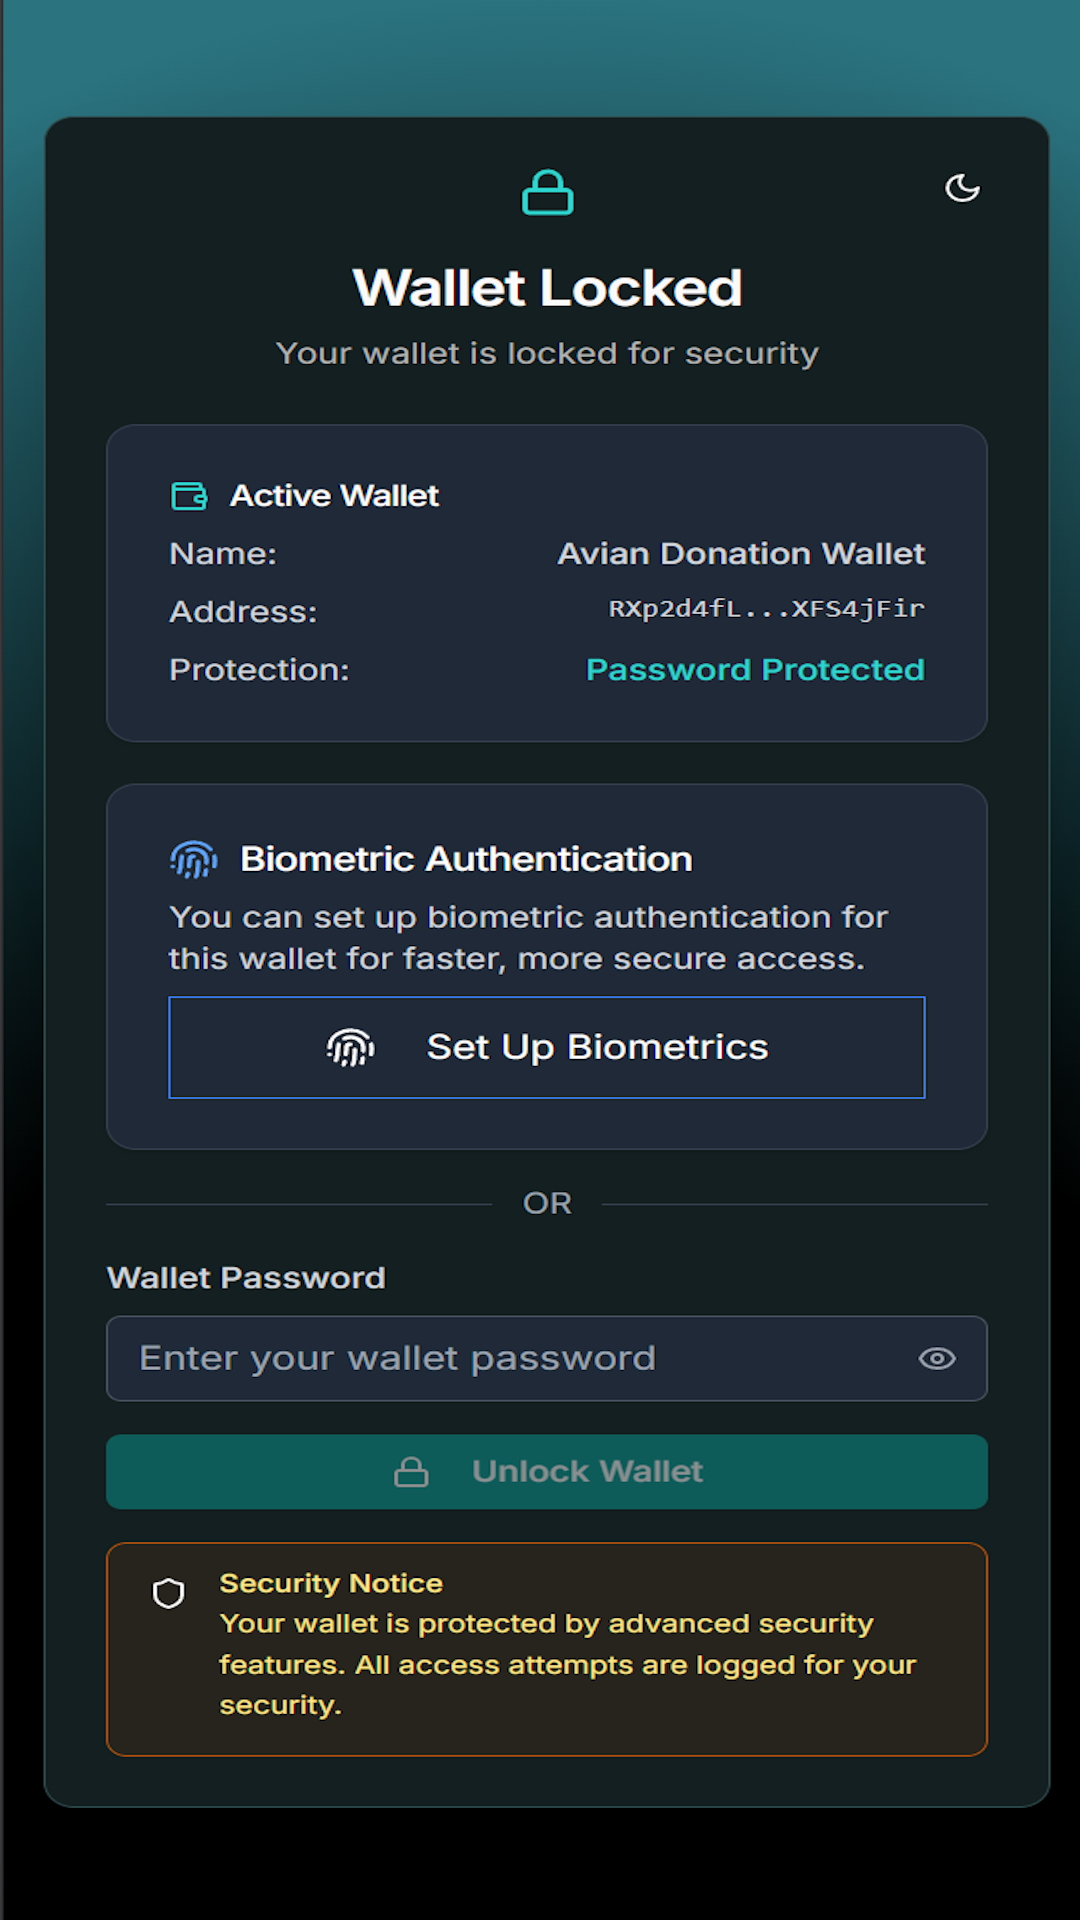 Wallet Locked
Your wallet is locked for security
Active Wallet
Name: Avian Donation Wallet
Address: RXp2d4fL...XFS4jFir
Protection: Password Protected
Biometric Authentication
You can set up biometric authentication for
this wallet for faster, more secure access.
Set Up Biometrics
OR
Wallet Password
Enter your wallet password
Unlock Wallet
Security Notice
Your wallet is protected by advanced security
features. All access attempts are logged for your
security.